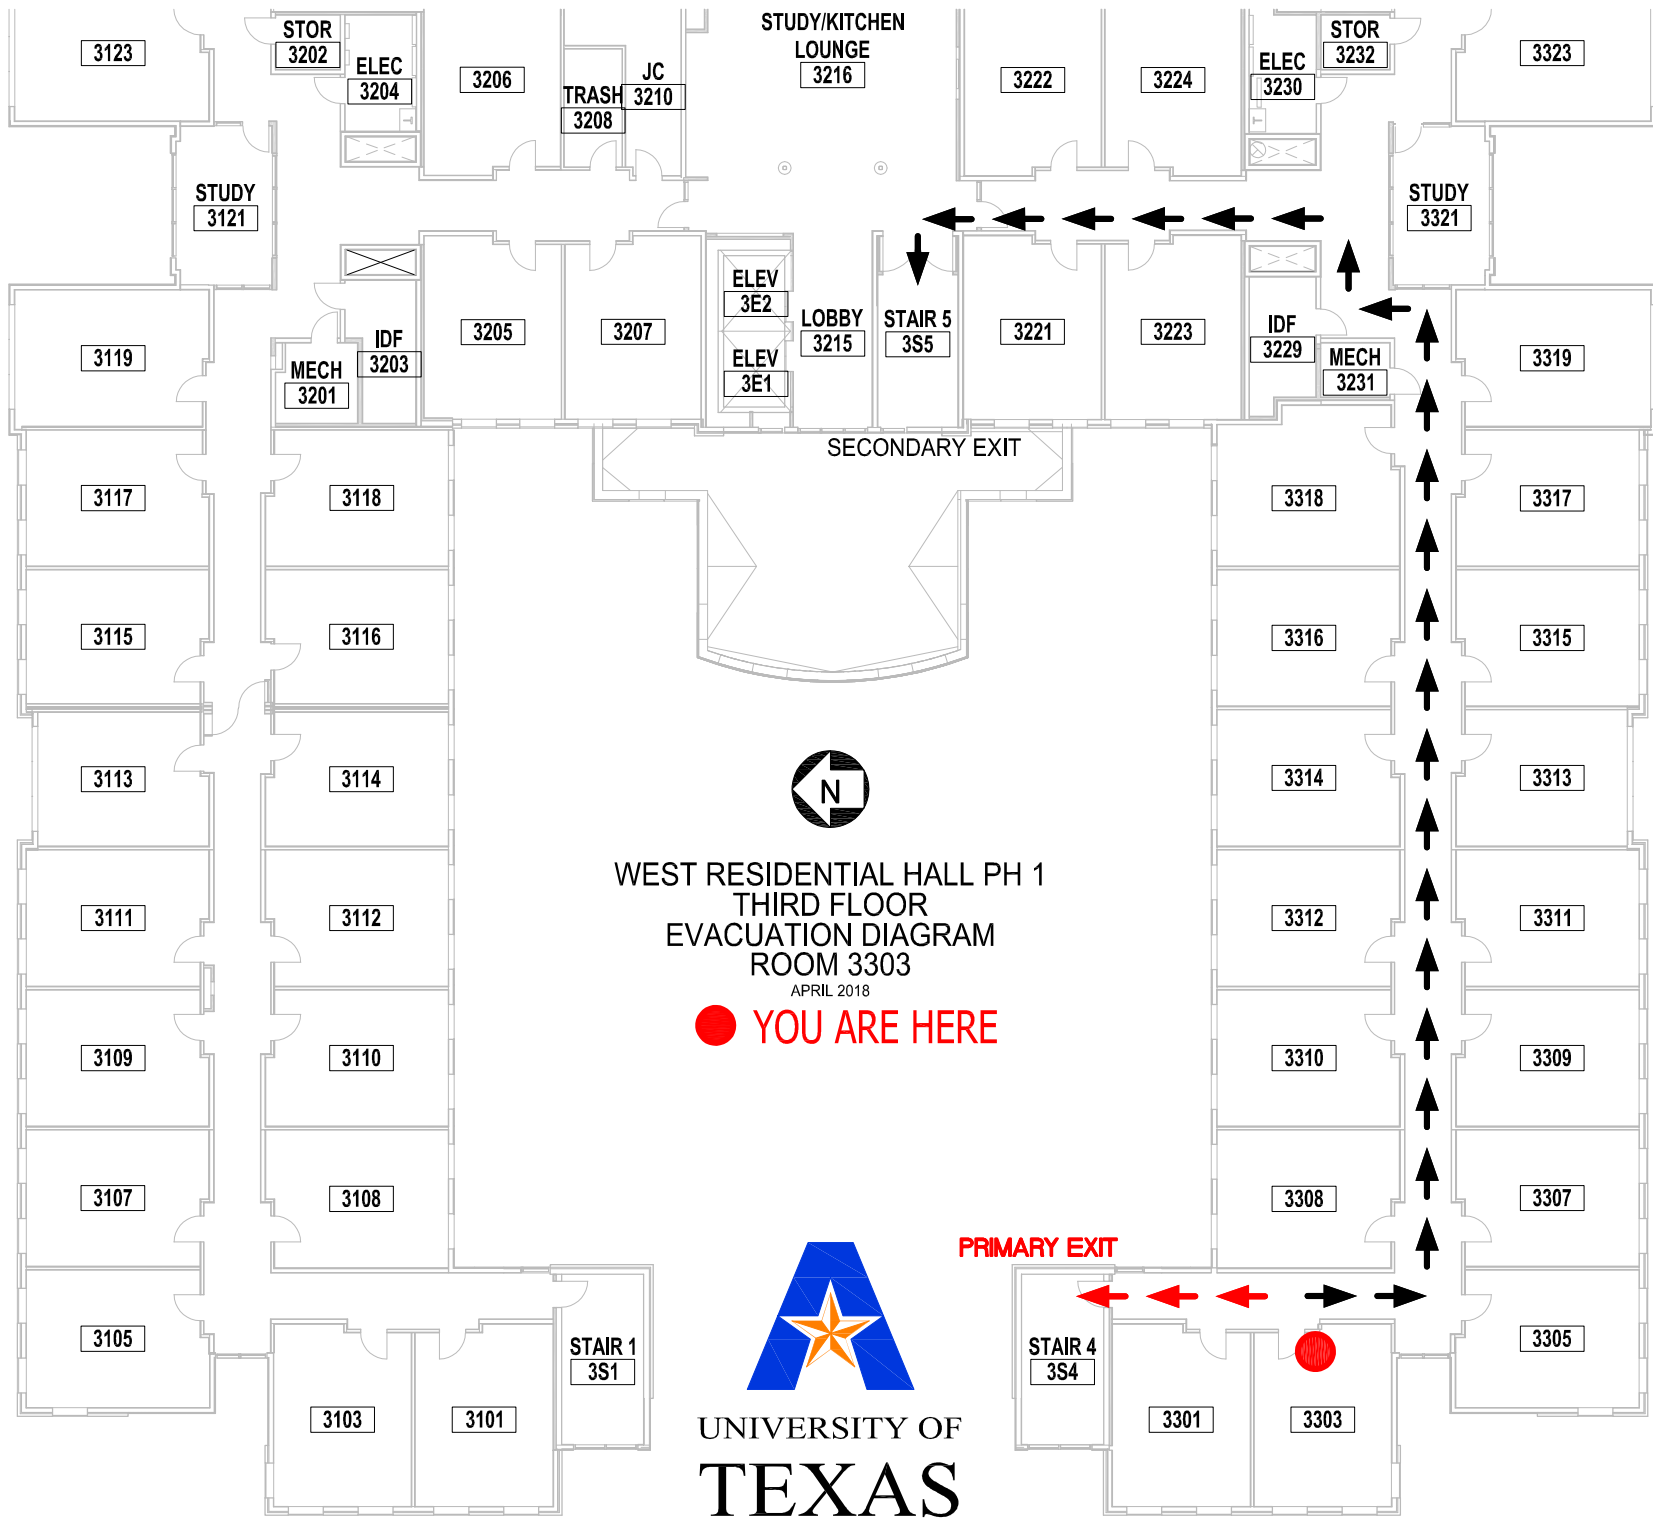 3123
STOR
3202
ELEC
3204
3206
TRASH
3208
JC
3210
STUDY/KITCHEN
LOUNGE
3216
3222
3224
ELEC
3230
STOR
3232
3323
STUDY
3121
STUDY
3321
3119
MECH
3201
IDF
3203
3205
3207
ELEV
3E2
ELEV
3E1
LOBBY
3215
STAIR 5
3S5
3221
3223
IDF
3229
MECH
3231
3319
SECONDARY EXIT
3117
3118
3318
3317
3115
3116
3316
3315
3113
3114
3314
3313
N
WEST RESIDENTIAL HALL PH 1
THIRD FLOOR
EVACUATION DIAGRAM
ROOM 3303
APRIL 2018
YOU ARE HERE
3111
3112
3312
3311
3109
3110
3310
3309
3107
3108
3308
3307
PRIMARY EXIT
3105
STAIR 1
3S1
STAIR 4
3S4
3305
3103
3101
3301
3303
UNIVERSITY OF
TEXAS